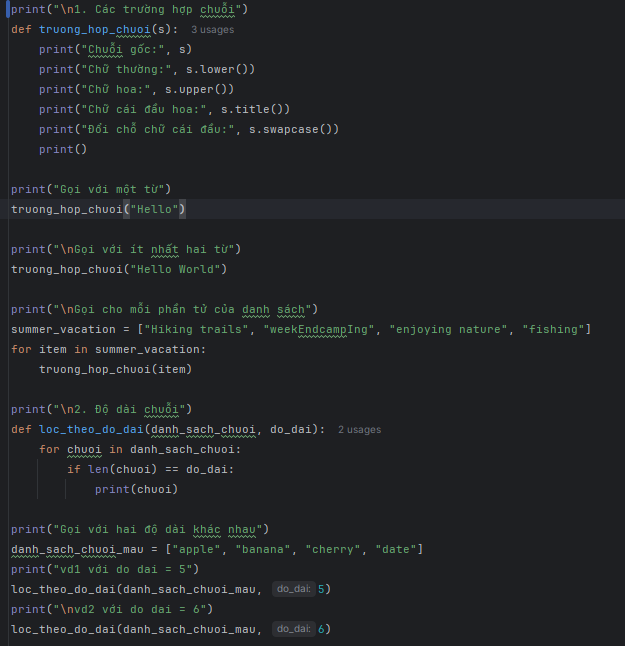 print("\n1. Các trường hợp chuỗi")
def truong_hop_chuoi(s): 3 usages
    print("Chuỗi gốc:", s)
    print("Chữ thường:", s.lower())
    print("Chữ hoa:", s.upper())
    print("Chữ cái đầu hoa:", s.title())
    print("Đổi chỗ chữ cái đầu:", s.swapcase())
    print()
print("Gọi với một từ")
truong_hop_chuoi("Hello")
print("\nGọi với ít nhất hai từ")
truong_hop_chuoi("Hello World")
print("\nGọi cho mỗi phần tử của danh sách")
summer_vacation = ["Hiking trails", "weekEndcampIng", "enjoying nature", "fishing"]
for item in summer_vacation:
    truong_hop_chuoi(item)
print("\n2. Độ dài chuỗi")
def loc_theo_do_dai(danh_sach_chuoi, do_dai): 2 usages
    for chuoi in danh_sach_chuoi:
        if len(chuoi) == do_dai:
            print(chuoi)
print("Gọi với hai độ dài khác nhau")
danh_sach_chuoi_mau = ["apple", "banana", "cherry", "date"]
print("vd1 với do dai = 5")
loc_theo_do_dai(danh_sach_chuoi_mau, do_dai: 5)
print("\nvd2 với do dai = 6")
loc_theo_do_dai(danh_sach_chuoi_mau, do_dai: 6)